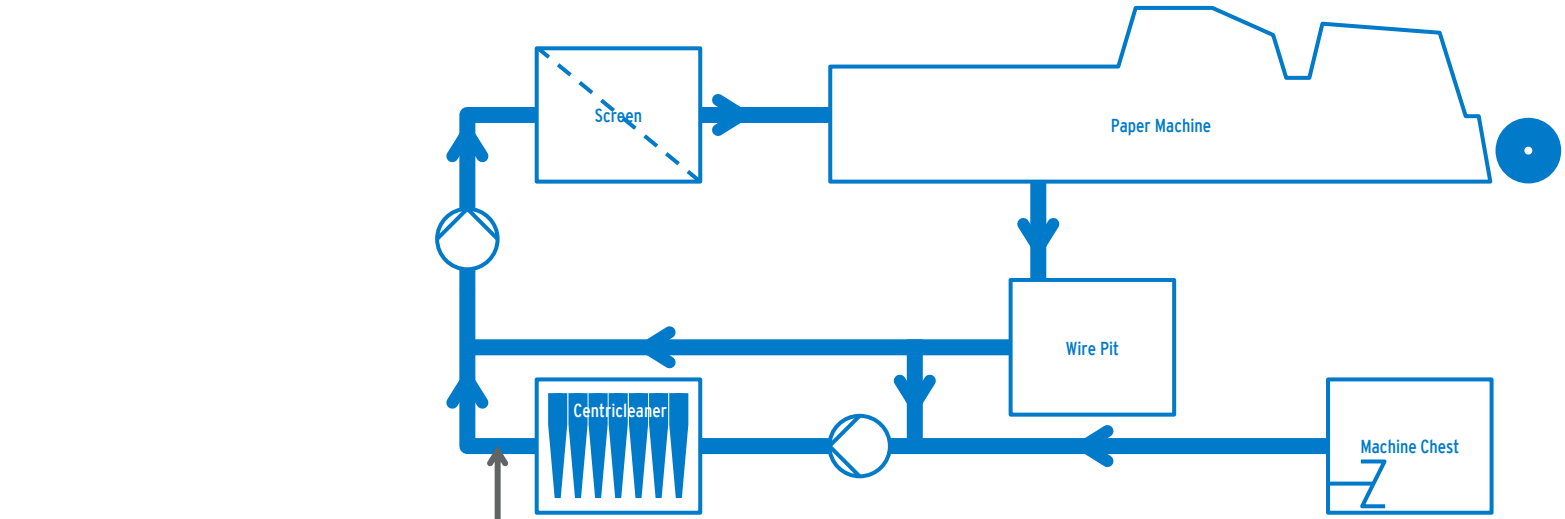 Screen
Paper Machine
Wire Pit
Centricleaner
Machine Chest